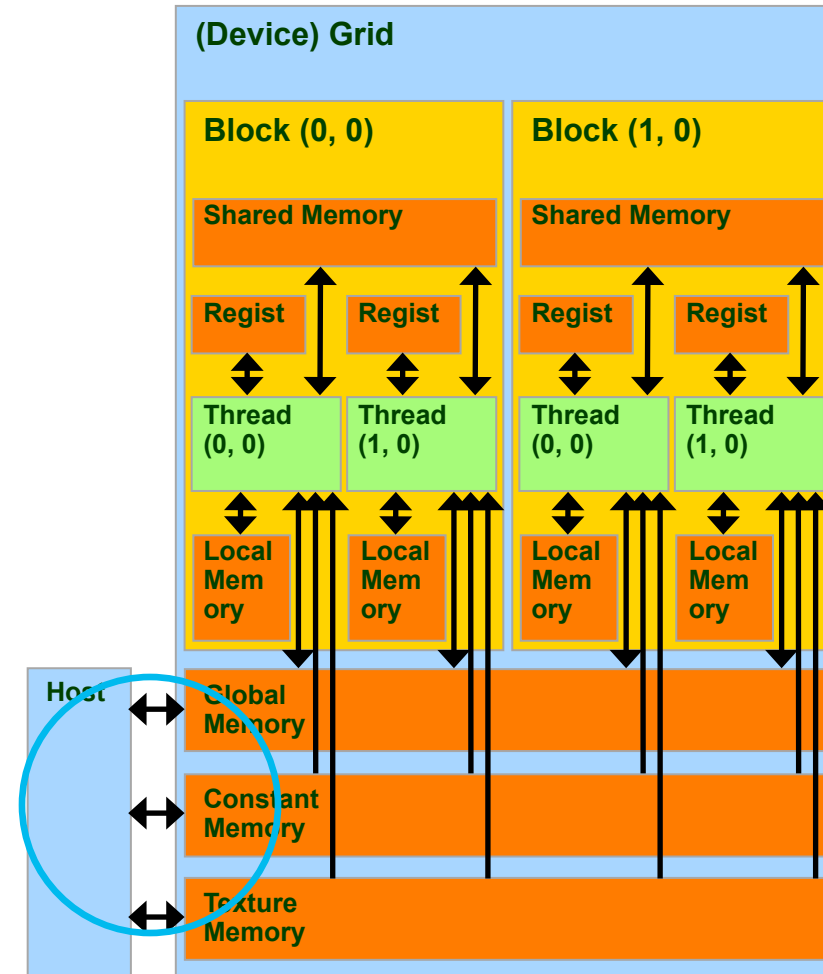 (Device) Grid
Block (0, 0)
Block (1, 0)
Shared Memory
Shared Memory
Regist
Regist
Regist
Regist
Thread
(0, 0)
Thread
(1, 0)
Thread
(0, 0)
Thread
(1, 0)
Local
Mem
ory
Local
Mem
ory
Local
Mem
ory
Local
Mem
ory
Host
Global
Memory
Constant
Memory
Texture
Memory